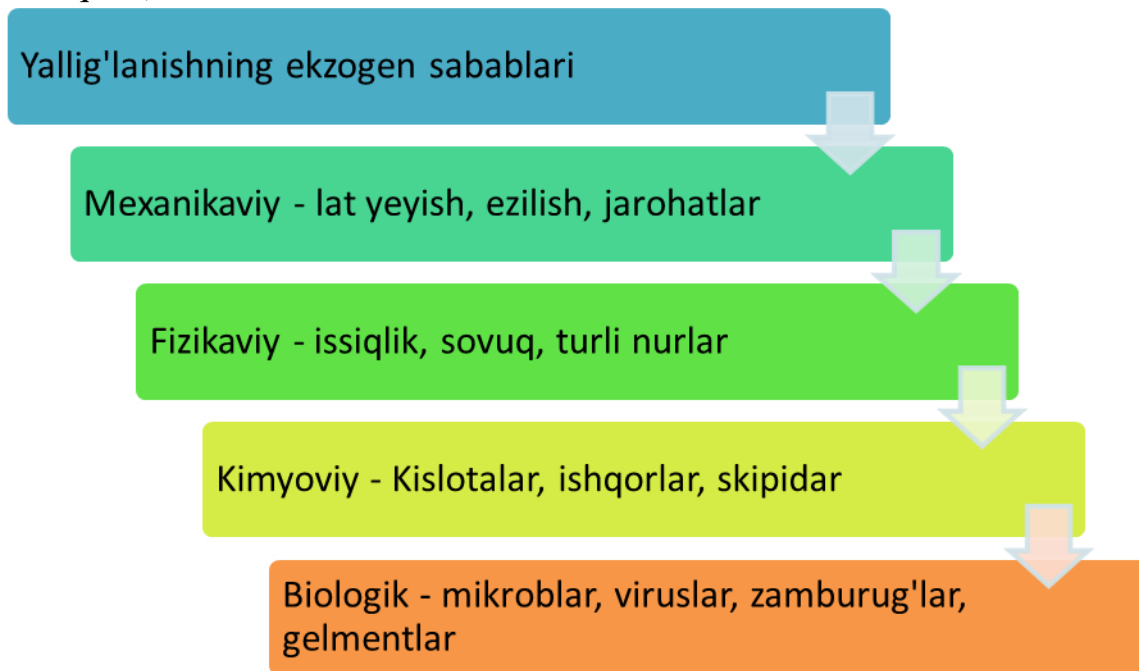 Yallig'lanishning ekzogen sabablari
Mexanikaviy - lat yeyish, ezilish, jarohatlar
Fizikaviy - issiqlik, sovuq, turli nurlar
Kimyoviy - Kislotalar, ishqorlar, skipidar
Biologik - mikroblar, viruslar, zamburug'lar,
gelmentlar